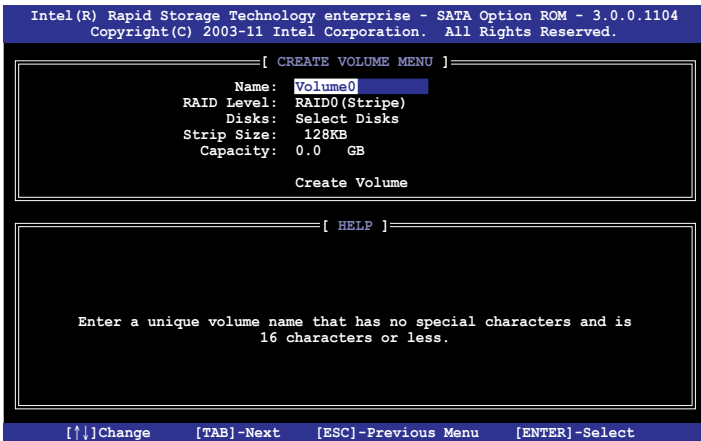 Intel(R) Rapid Storage Technology enterprise - SATA Option ROM - 3.0.0.1104
Copyright(C) 2003-11 Intel Corporation. All Rights Reserved.
[ CREATE VOLUME MENU ]
Name: Volume0
RAID Level: RAID0(Stripe)
Disks: Select Disks
Strip Size: 128KB
Capacity: 0.0 GB
Create Volume
[ HELP ]
Enter a unique volume name that has no special characters and is
16 characters or less.
[↑↓]Change [TAB]-Next [ESC]-Previous Menu [ENTER]-Select